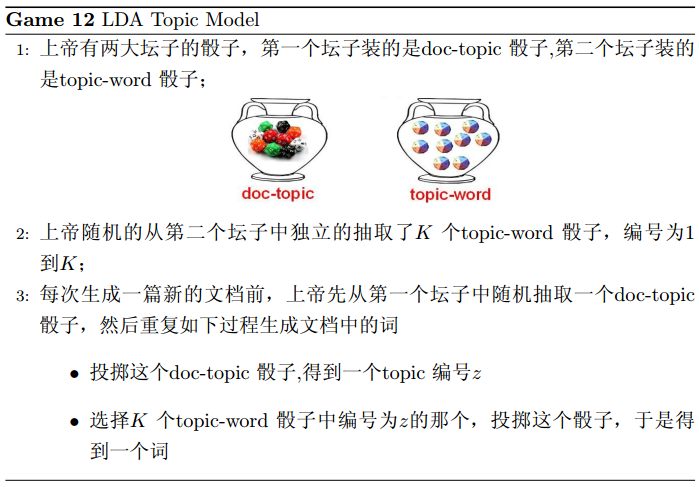 Game 12 LDA Topic Model
1: 上帝有两大坛子的骰子，第一个坛子装的是doc-topic 骰子,第二个坛子装的
是topic-word 骰子；
doc-topic
topic-word
2: 上帝随机的从第二个坛子中独立的抽取了K 个topic-word 骰子，编号为1
到K；
3: 每次生成一篇新的文档前，上帝先从第一个坛子中随机抽取一个doc-topic
骰子，然后重复如下过程生成文档中的词
• 投掷这个doc-topic 骰子,得到一个topic 编号z
• 选择K 个topic-word 骰子中编号为z的那个，投掷这个骰子，于是得
到一个词